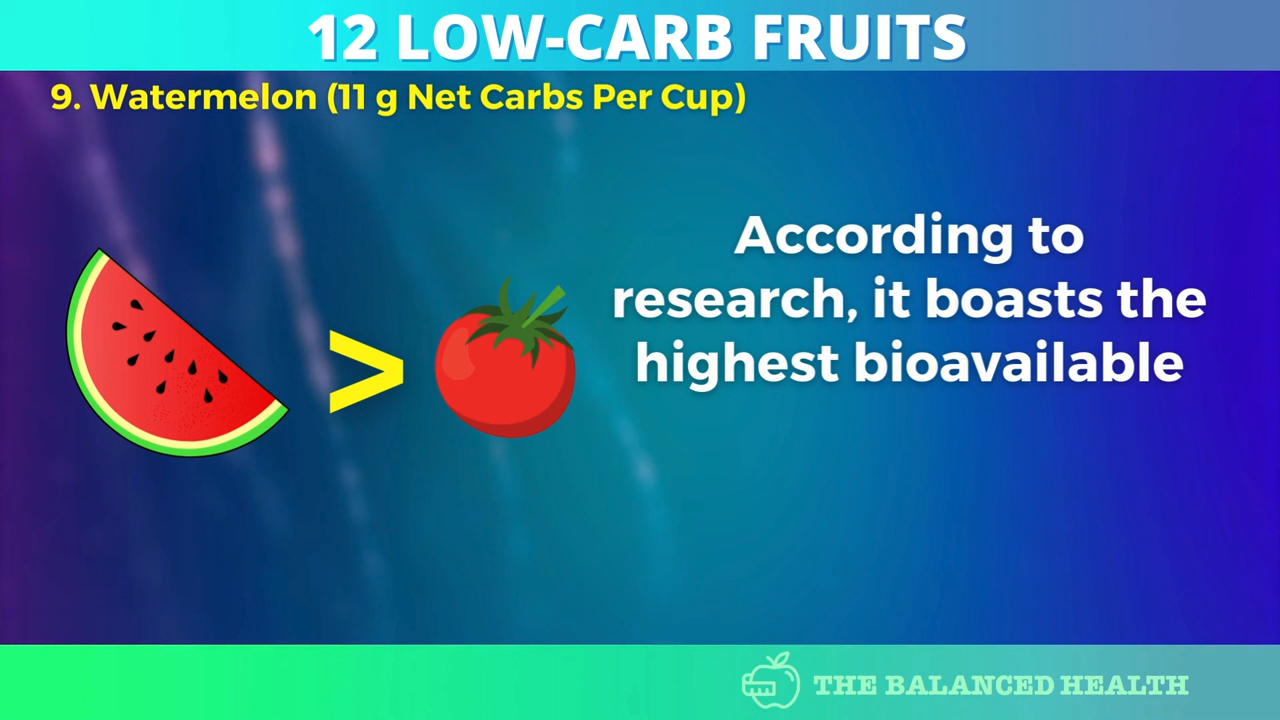 12 LOW-CARB FRUITS
9. Watermelon (11 g Net Carbs Per Cup)
>
According to
research, it boasts the
highest bioavailable
THE BALANCED HEALTH